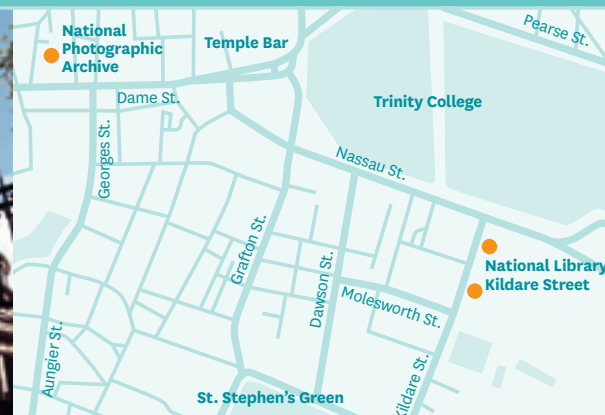 National
Photographic
Archive
Temple Bar
Pearse St.
Dame St.
Trinity College
Georges St.
Nassau St.
Grafton St.
Dawson St.
National Library
Kildare Street
Molesworth St.
Aungier St.
Kildare St.
St. Stephen's Green